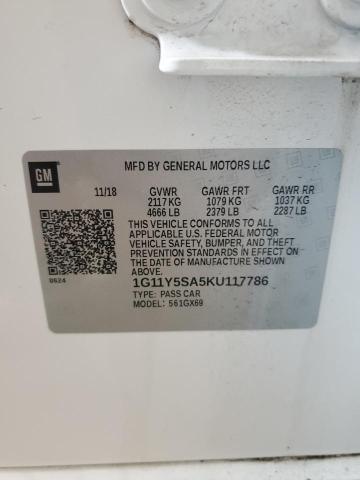 GM
MFD BY GENERAL MOTORS LLC
11/18 GVWR GAWR FRT GAWR RR
2117 KG 1079 KG 1037 KG
4666 LB 2379 LB 2287 LB
THIS VEHICLE CONFORMS TO ALL
APPLICABLE U.S. FEDERAL MOTOR
VEHICLE SAFETY, BUMPER, AND THEFT
PREVENTION STANDARDS IN EFFECT
ON THE DATE OF MANUFACTURE SHOWN
ABOVE.
0624 1G11Y5SA5KU117786
TYPE: PASS CAR
MODEL: 561GX69